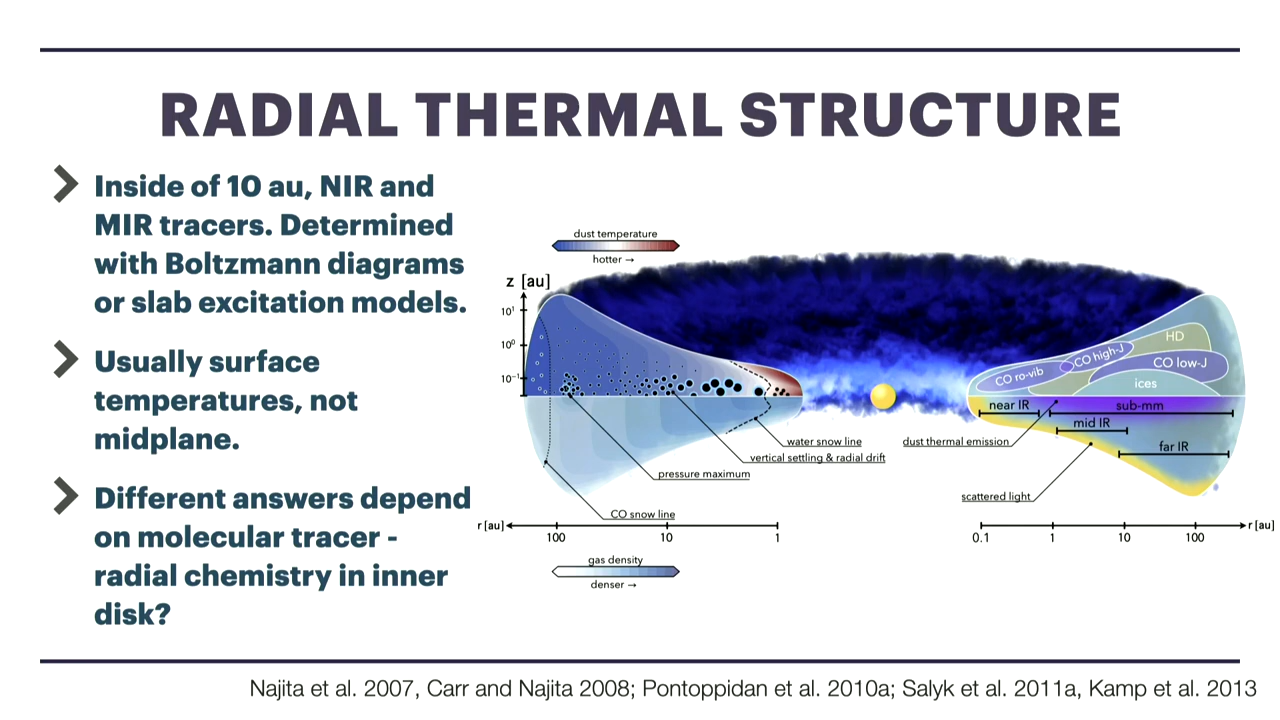 RADIAL THERMAL STRUCTURE
Inside of 10 au, NIR and
MIR tracers. Determined
with Boltzmann diagrams
or slab excitation models.
Usually surface
temperatures, not
midplane.
Different answers depend
on molecular tracer -
radial chemistry in inner
disk?
dust temperature
hotter →
z [au]
10¹
10⁰
10⁻¹
water snow line
vertical settling & radial drift
pressure maximum
CO snow line
r [au]
100
10
1
gas density
denser →
HD
CO high-J
CO low-J
CO ro-vib
ices
near IR
sub-mm
mid IR
far IR
dust thermal emission
scattered light
0.1
1
10
100
r [au]
Najita et al. 2007, Carr and Najita 2008; Pontoppidan et al. 2010a; Salyk et al. 2011a, Kamp et al. 2013